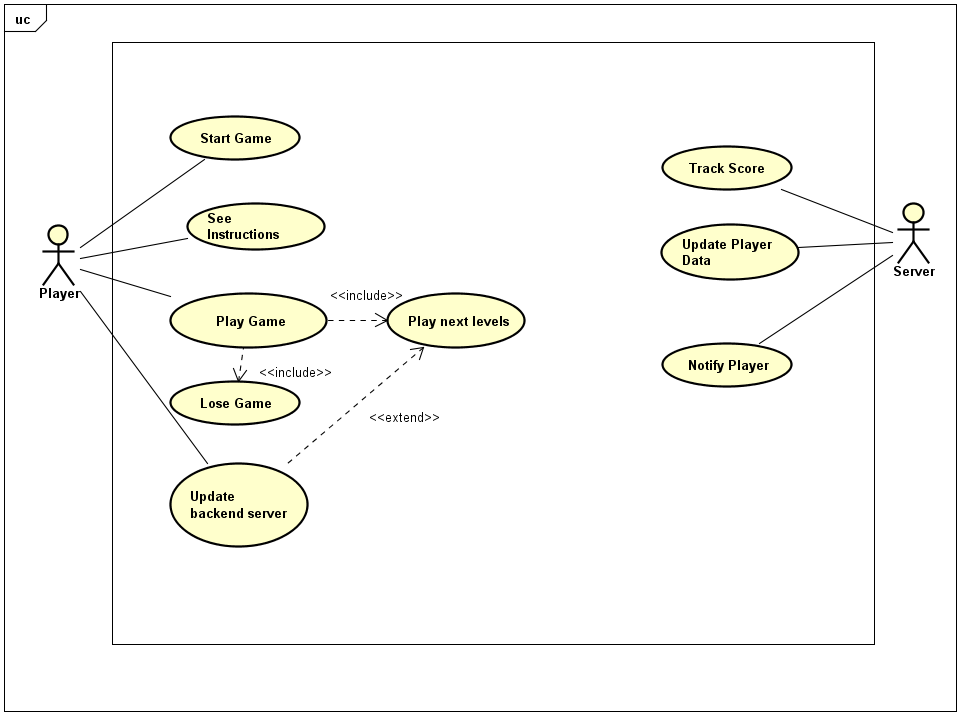 uc
Start Game
Track Score
See
Instructions
Update Player
Data
Server
Player
<<include>>
Play Game
Play next levels
Notify Player
<<include>>
Lose Game
<<extend>>
Update
backend server